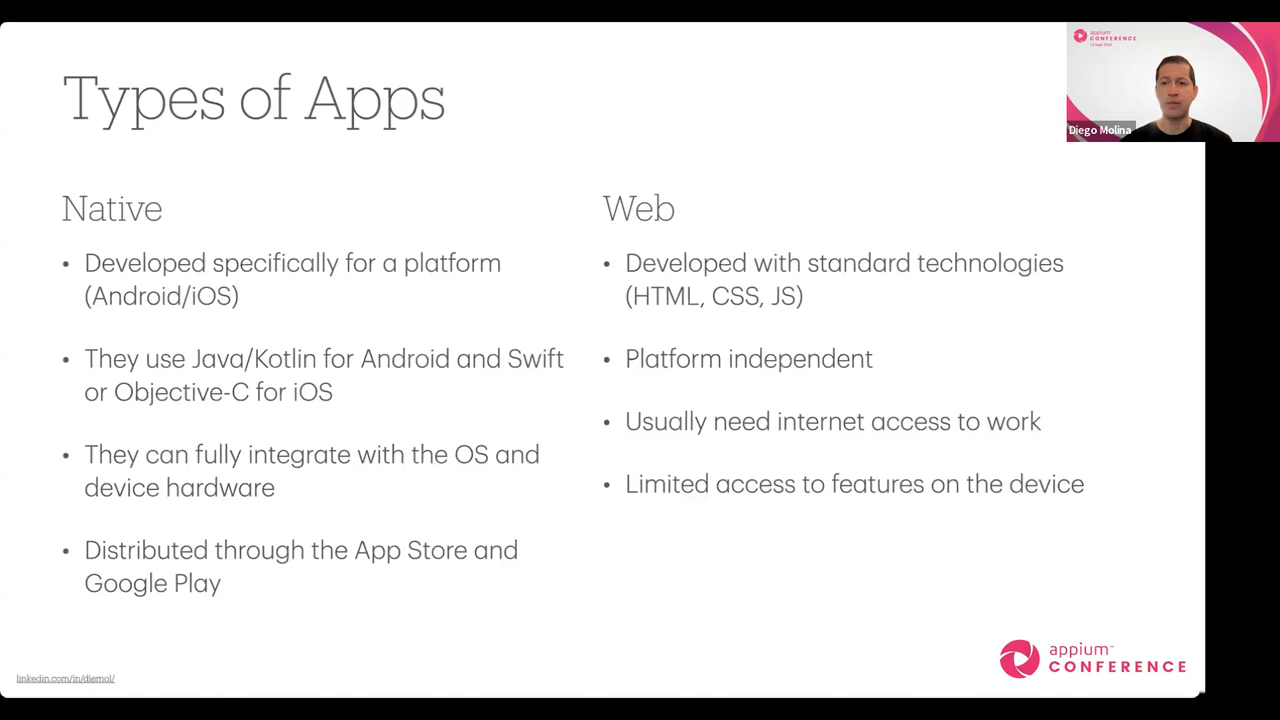 Types of Apps
Native
• Developed specifically for a platform
(Android/iOS)
• They use Java/Kotlin for Android and Swift
or Objective-C for iOS
• They can fully integrate with the OS and
device hardware
• Distributed through the App Store and
Google Play
Web
• Developed with standard technologies
(HTML, CSS, JS)
• Platform independent
• Usually need internet access to work
• Limited access to features on the device
appium™
CONFERENCE
Diego Molina
linkedin.com/in/diemol/
appium™
CONFERENCE